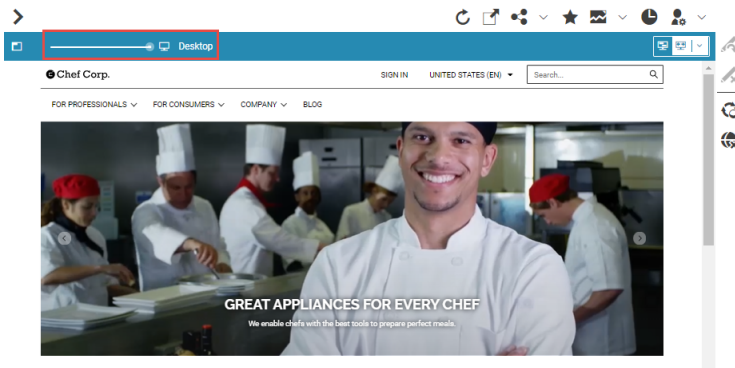 Desktop
Chef Corp.
SIGN IN UNITED STATES (EN) Search...
FOR PROFESSIONALS FOR CONSUMERS COMPANY BLOG
GREAT APPLIANCES FOR EVERY CHEF
We enable chefs with the best tools to prepare perfect meals.